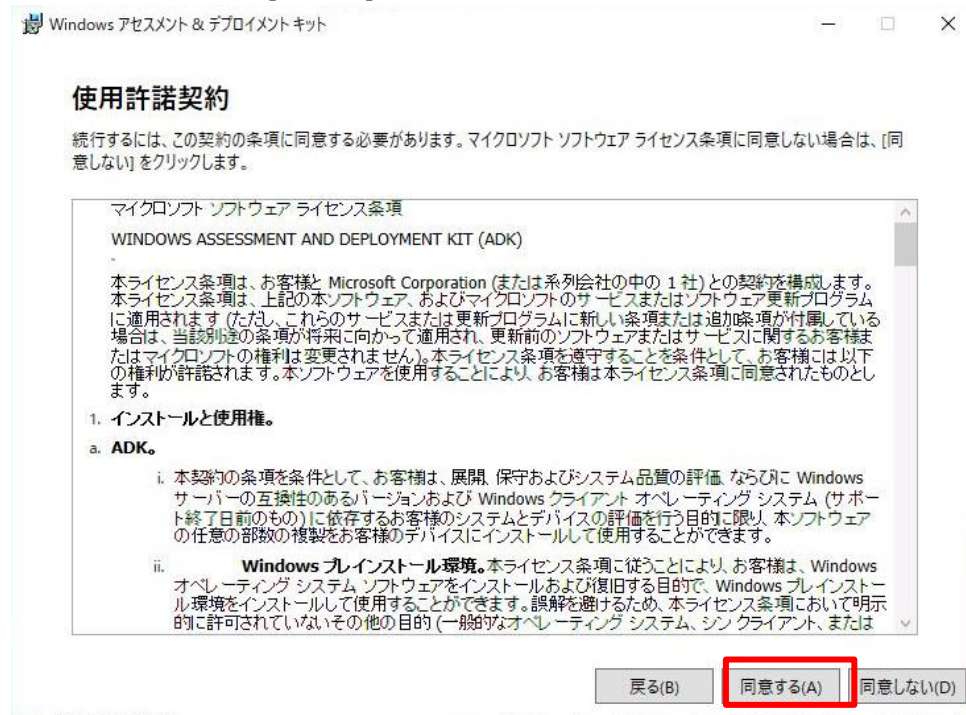 Windows アセスメント & デプロイメント キット
使用許諾契約
続行するには、この契約の条項に同意する必要があります。マイクロソフト ソフトウェア ライセンス条項に同意しない場合は、[同
意しない] をクリックします。
マイクロソフト ソフトウェア ライセンス条項
WINDOWS ASSESSMENT AND DEPLOYMENT KIT (ADK)
本ライセンス条項は、お客様と Microsoft Corporation (または系列会社の中の 1 社) との契約を構成します。
本ライセンス条項は、上記の本ソフトウェア、およびマイクロソフトのサービスまたはソフトウェア更新プログラム
に適用されます (ただし、これらのサービスまたは更新プログラムに新しい条項または追加条項が付属している
場合は、当該別途の条項が将来に向かって適用され、更新前のソフトウェアまたはサービスに関するお客様ま
たはマイクロソフトの権利は変更されません)。本ライセンス条項を遵守することを条件として、お客様には以下
の権利が許諾されます。本ソフトウェアを使用することにより、お客様は本ライセンス条項に同意されたものとし
ます。
1. インストールと使用権。
a. ADK。
i. 本契約の条項を条件として、お客様は、展開、保守およびシステム品質の評価、ならびに Windows
サーバーの互換性のあるバージョンおよび Windows クライアント オペレーティング システム (サポー
ト終了日前のもの) に依存するお客様のシステムとデバイスの評価を行う目的に限り、本ソフトウェア
の任意の部数の複製をお客様のデバイスにインストールして使用することができます。
ii. Windows プレインストール環境。本ライセンス条項に従うことにより、お客様は、Windows
オペレーティング システム ソフトウェアをインストールおよび復旧する目的で、Windows プレインストー
ル環境をインストールして使用することができます。誤解を避けるため、本ライセンス条項において明示
的に許可されていないその他の目的 (一般的なオペレーティング システム、シン クライアント、または
戻る(B) 同意する(A) 同意しない(D)